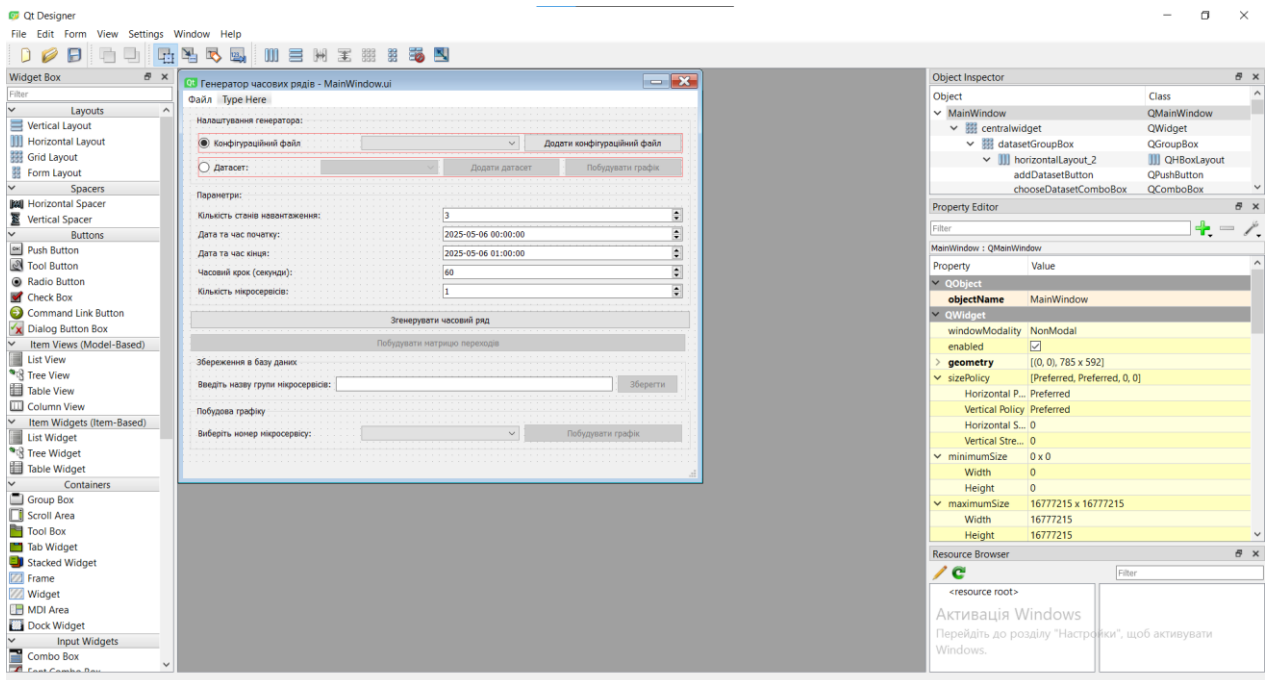 Qt Designer
File Edit Form View Settings Window Help
Widget Box
Filter
Layouts
Vertical Layout
Horizontal Layout
Grid Layout
Form Layout
Spacers
Horizontal Spacer
Vertical Spacer
Buttons
Push Button
Tool Button
Radio Button
Check Box
Command Link Button
Dialog Button Box
Item Views (Model-Based)
List View
Tree View
Table View
Column View
Item Widgets (Item-Based)
List Widget
Tree Widget
Table Widget
Containers
Group Box
Scroll Area
Tool Box
Tab Widget
Stacked Widget
Frame
Widget
MDI Area
Dock Widget
Input Widgets
Combo Box
Font Combo Box
Генератор часових рядів - MainWindow.ui
Файл Type Here
Налаштування генератора:
Конфігураційний файл Додати конфігураційний файл
Датасет: Додати датасет Побудувати графік
Параметри:
Кількість станів навантаження: 3
Дата та час початку: 2025-05-06 00:00:00
Дата та час кінця: 2025-05-06 01:00:00
Часовий крок (секунди): 60
Кількість мікросервісів: 1
Згенерувати часовий ряд
Побудувати матрицю переходів
Збереження в базу даних
Введіть назву групи мікросервісів: Зберегти
Побудова графіку
Виберіть номер мікросервісу: Побудувати графік
Object Inspector
Object Class
MainWindow QMainWindow
centralwidget QWidget
datasetGroupBox QGroupBox
horizontalLayout_2 QHBoxLayout
addDatasetButton QPushButton
chooseDatasetComboBox QComboBox
Property Editor
Filter
MainWindow : QMainWindow
Property Value
QObject
objectName MainWindow
QWidget
windowModality NonModal
enabled
geometry [(0, 0), 785 x 592]
sizePolicy [Preferred, Preferred, 0, 0]
Horizontal P... Preferred
Vertical Policy Preferred
Horizontal S... 0
Vertical Stre... 0
minimumSize 0 x 0
Width 0
Height 0
maximumSize 16777215 x 16777215
Width 16777215
Height 16777215
Resource Browser
Filter
<resource root>
Активація Windows
Перейдіть до розділу "Настройки", щоб активувати
Windows.